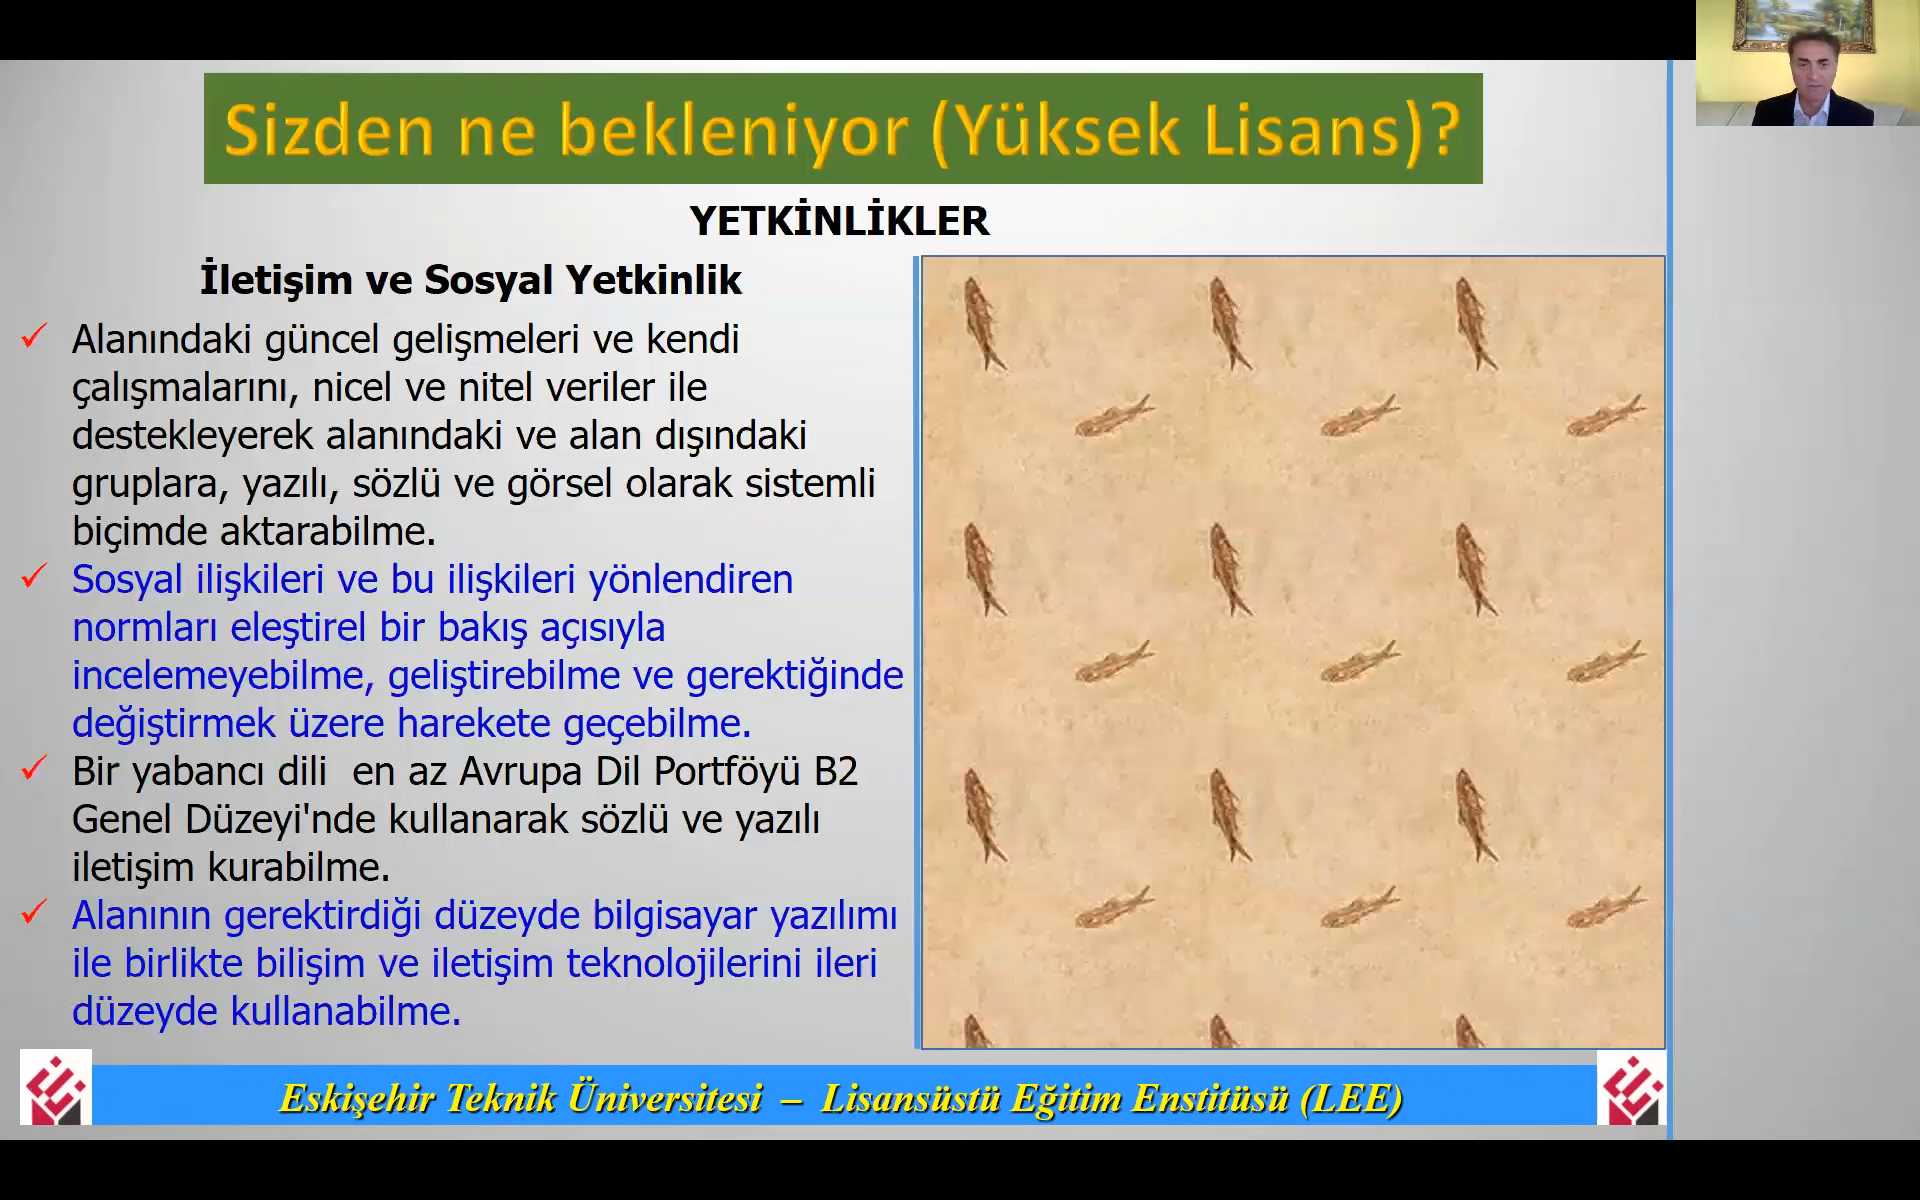 Sizden ne bekleniyor (Yüksek Lisans)?
YETKİNLİKLER
İletişim ve Sosyal Yetkinlik
Alanındaki güncel gelişmeleri ve kendi
çalışmalarını, nicel ve nitel veriler ile
destekleyerek alanındaki ve alan dışındaki
gruplara, yazılı, sözlü ve görsel olarak sistemli
biçimde aktarabilme.
Sosyal ilişkileri ve bu ilişkileri yönlendiren
normları eleştirel bir bakış açısıyla
incelemeyebilme, geliştirebilme ve gerektiğinde
değiştirmek üzere harekete geçebilme.
Bir yabancı dili  en az Avrupa Dil Portföyü B2
Genel Düzeyi'nde kullanarak sözlü ve yazılı
iletişim kurabilme.
Alanının gerektirdiği düzeyde bilgisayar yazılımı
ile birlikte bilişim ve iletişim teknolojilerini ileri
düzeyde kullanabilme.
Eskişehir Teknik Üniversitesi – Lisansüstü Eğitim Enstitüsü (LEE)